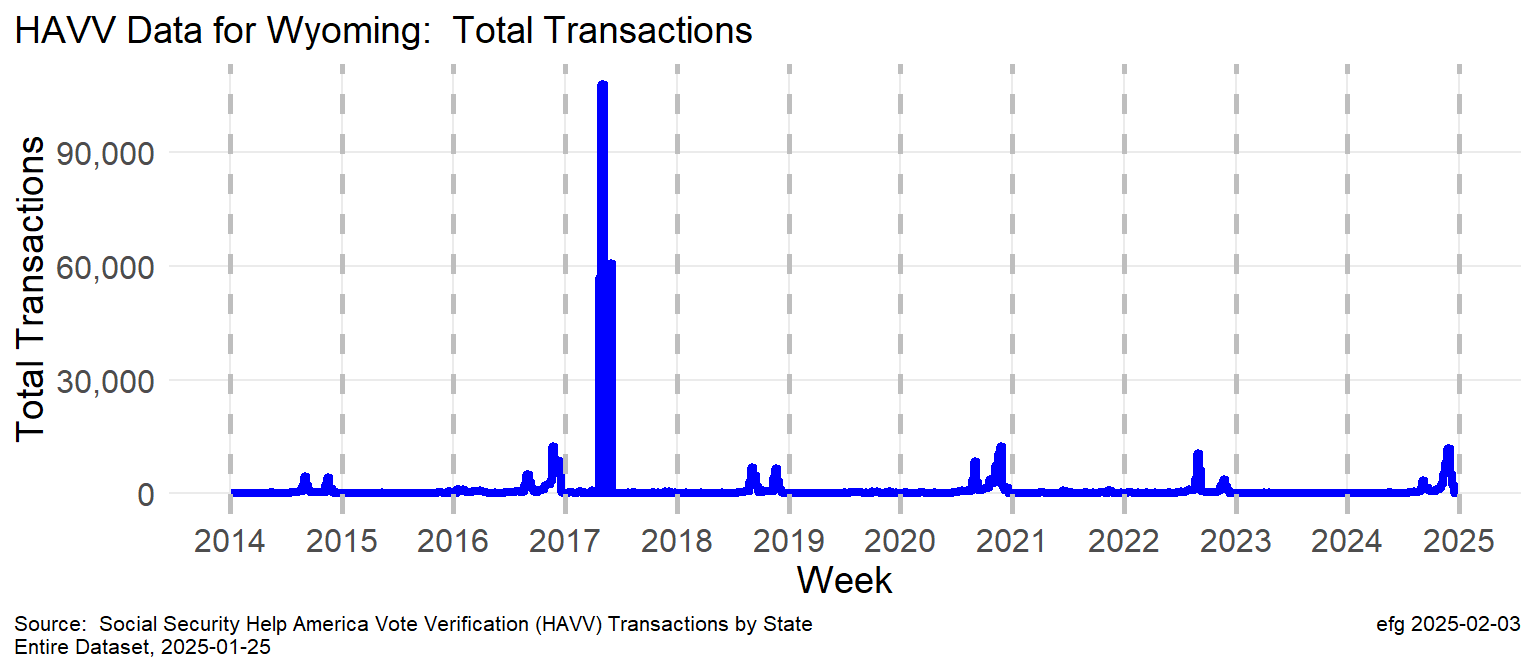 HAVV Data for Wyoming:  Total Transactions
Total Transactions
90,000
60,000
30,000
0
2014 2015 2016 2017 2018 2019 2020 2021 2022 2023 2024 2025
Week
Source:  Social Security Help America Vote Verification (HAVV) Transactions by State
Entire Dataset, 2025-01-25
efg 2025-02-03